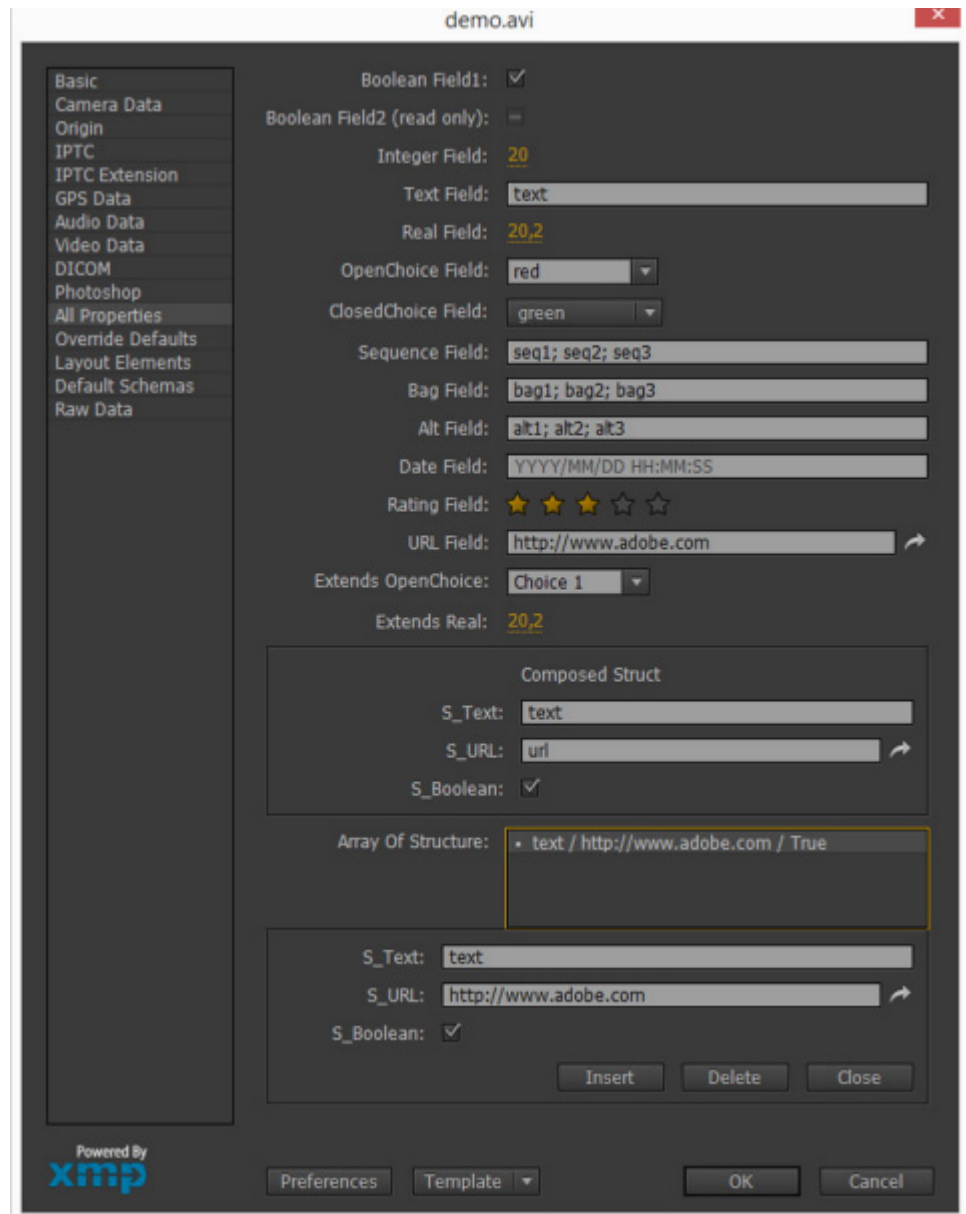 demo.avi
Basic
Camera Data
Origin
IPTC
IPTC Extension
GPS Data
Audio Data
Video Data
DICOM
Photoshop
All Properties
Override Defaults
Layout Elements
Default Schemas
Raw Data
Boolean Field1:
Boolean Field2 (read only):
Integer Field: 20
Text Field: text
Real Field: 20,2
OpenChoice Field: red
ClosedChoice Field: green
Sequence Field: seq1; seq2; seq3
Bag Field: bag1; bag2; bag3
Alt Field: alt1; alt2; alt3
Date Field: YYYY/MM/DD HH:MM:SS
Rating Field:
URL Field: http://www.adobe.com
Extends OpenChoice: Choice 1
Extends Real: 20,2
Composed Struct
S_Text: text
S_URL: url
S_Boolean:
Array Of Structure: • text / http://www.adobe.com / True
S_Text: text
S_URL: http://www.adobe.com
S_Boolean:
Insert Delete Close
Powered By
xmp
Preferences Template OK Cancel